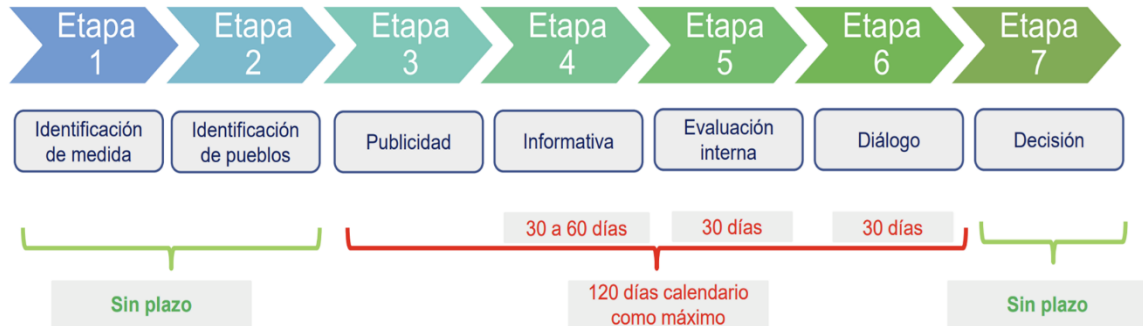 Etapa
1
Etapa
2
Etapa
3
Etapa
4
Etapa
5
Etapa
6
Etapa
7
Identificación
de medida
Identificación
de pueblos
Publicidad
Informativa
Evaluación
interna
Diálogo
Decisión
30 a 60 días
30 días
30 días
Sin plazo
120 días calendario
como máximo
Sin plazo